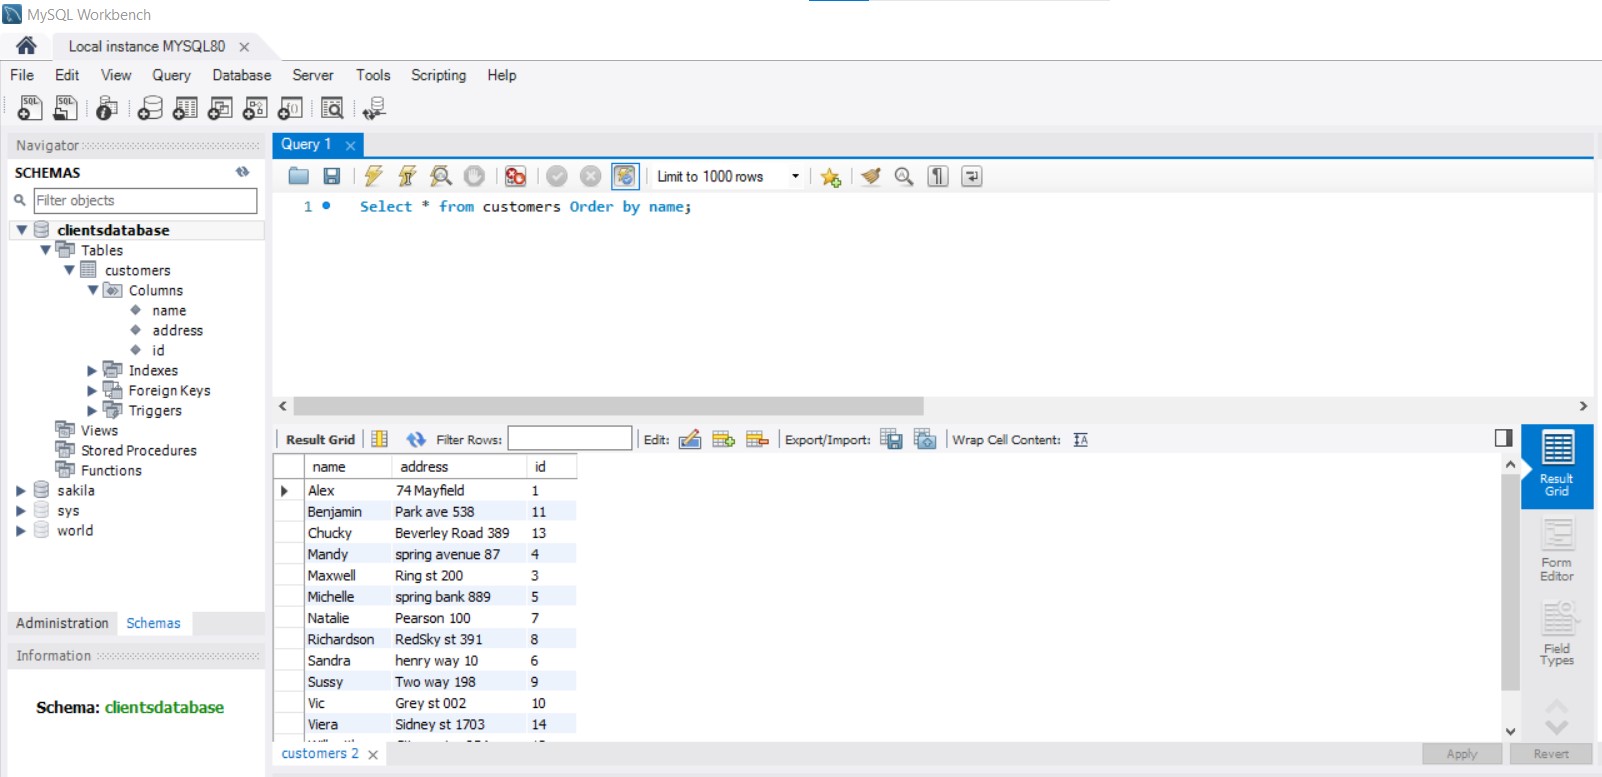 MySQL Workbench
Local instance MYSQL80
File Edit View Query Database Server Tools Scripting Help
Navigator
SCHEMAS
Filter objects
clientsdatabase
Tables
customers
Columns
name
address
id
Indexes
Foreign Keys
Triggers
Views
Stored Procedures
Functions
sakila
sys
world
Administration Schemas
Information
Schema: clientsdatabase
Query 1
Limit to 1000 rows
1 Select * from customers Order by name;
Result Grid Filter Rows: Edit: Export/Import: Wrap Cell Content:
name address id
Alex 74 Mayfield 1
Benjamin Park ave 538 11
Chucky Beverley Road 389 13
Mandy spring avenue 87 4
Maxwell Ring st 200 3
Michelle spring bank 889 5
Natalie Pearson 100 7
Richardson RedSky st 391 8
Sandra henry way 10 6
Sussy Two way 198 9
Vic Grey st 002 10
Viera Sidney st 1703 14
customers 2
Result
Grid
Form
Editor
Field
Types
Apply Revert